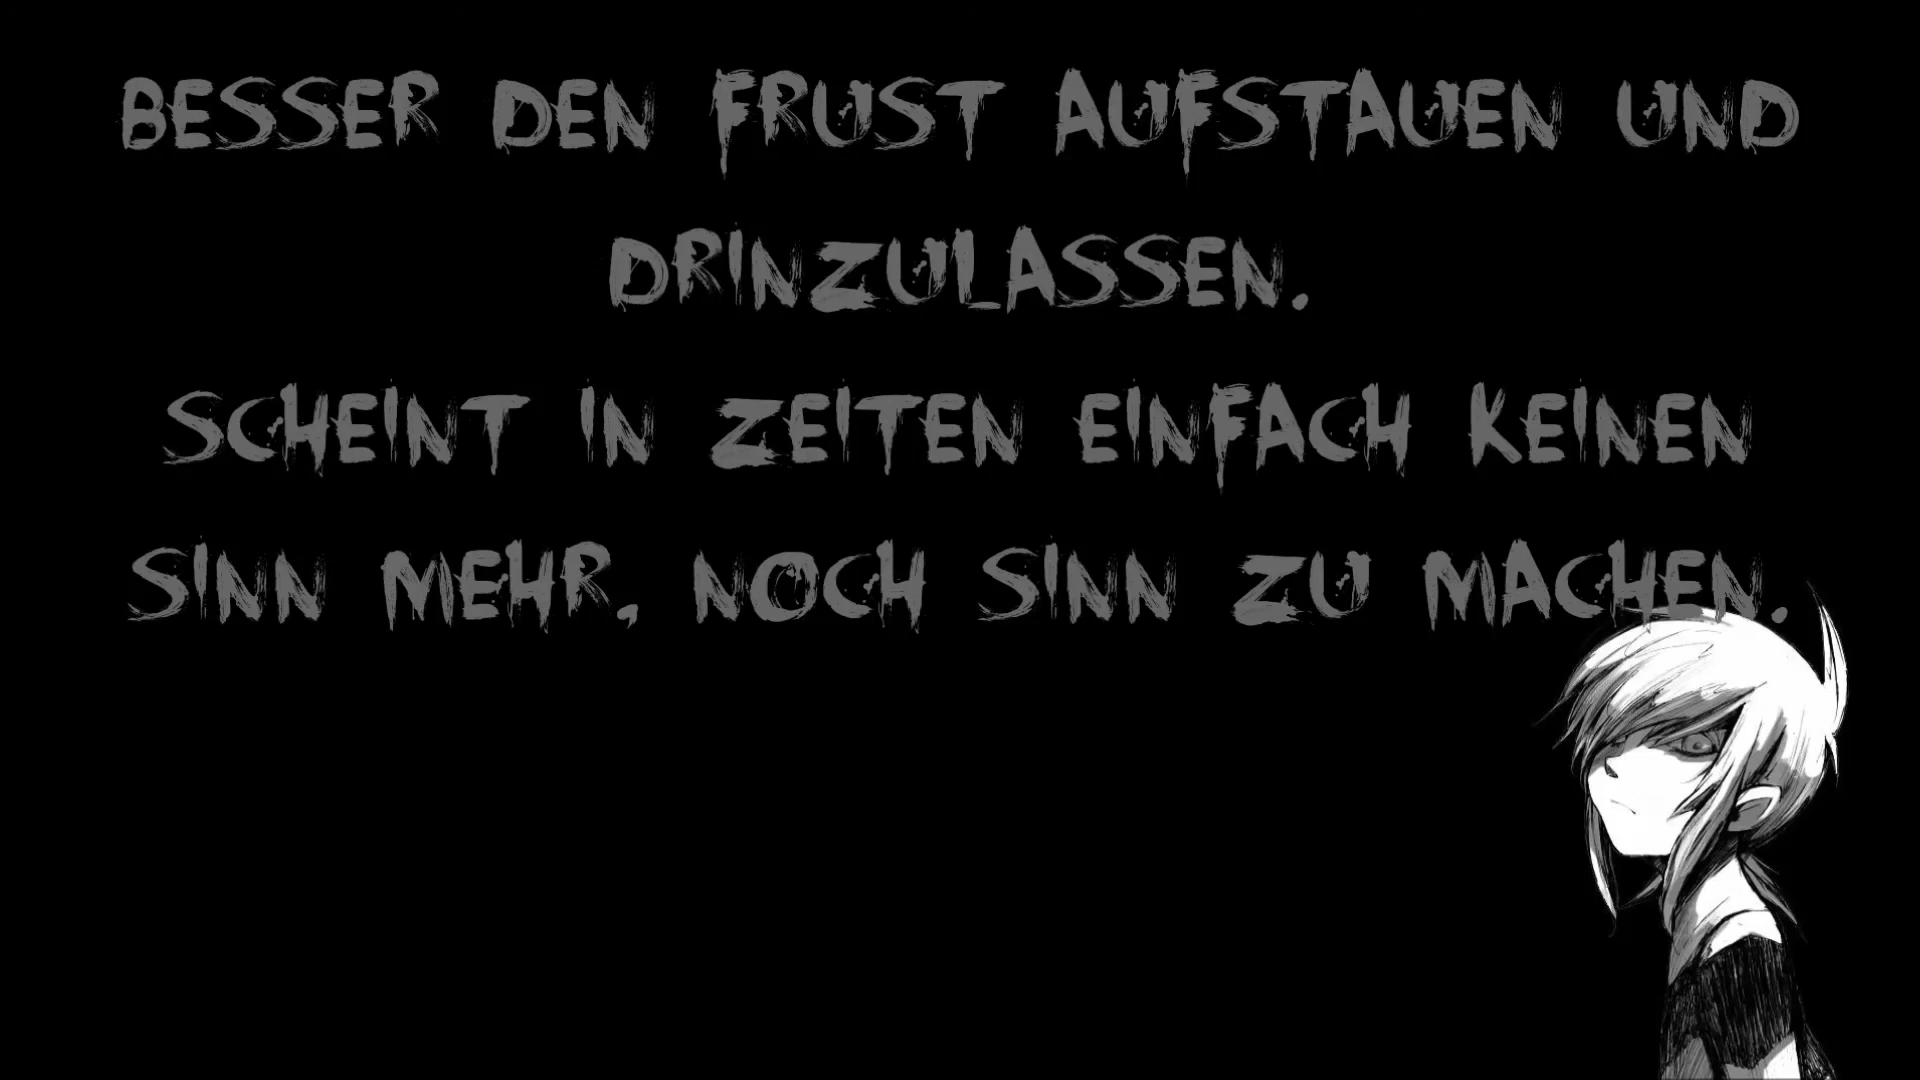 BESSER DEN FRUST AUFSTAUEN UND
DRINZULASSEN.
SCHEINT IN ZEITEN EINFACH KEINEN
SINN MEHR, NOCH SINN ZU MACHEN.